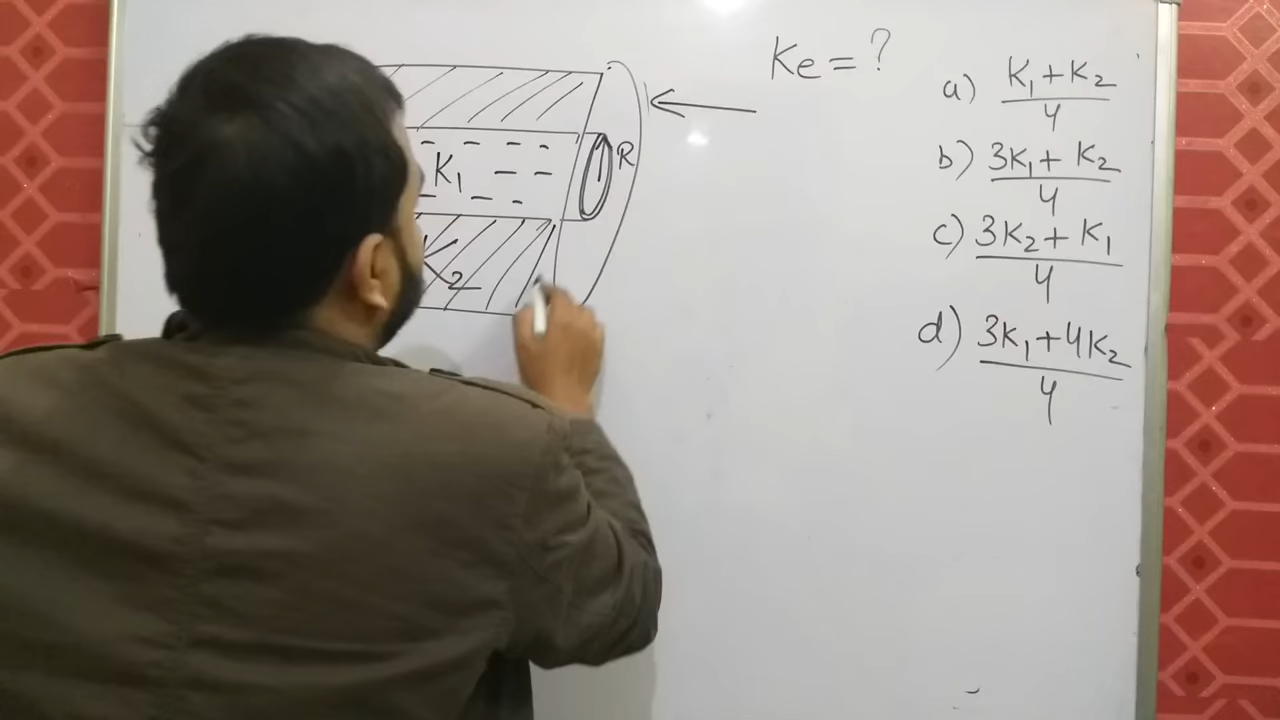 Ke = ?
a) K₁ + K₂ / 4
b) 3K₁ + K₂ / 4
c) 3K₂ + K₁ / 4
d) 3K₁ + 4K₂ / 4
R
K₁
K₂